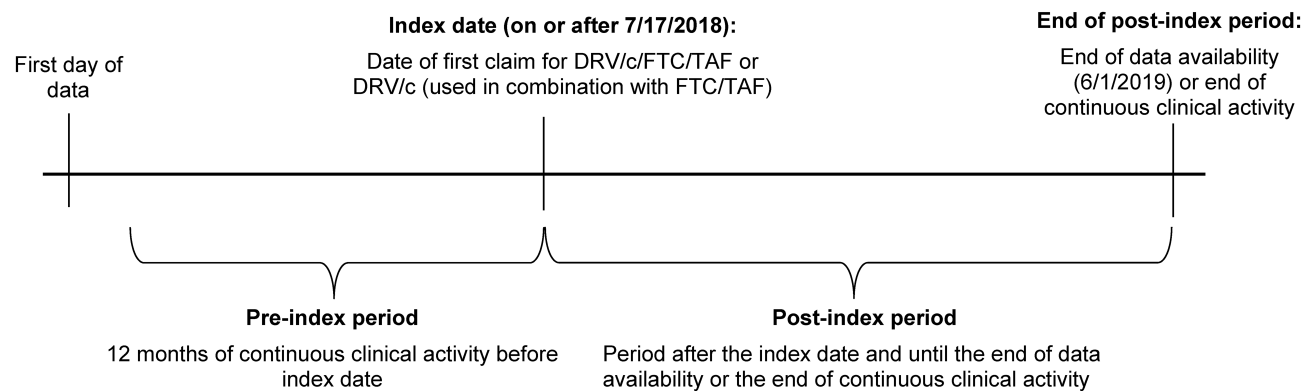 First day of
data
Index date (on or after 7/17/2018):
Date of first claim for DRV/c/FTC/TAF or
DRV/c (used in combination with FTC/TAF)
End of post-index period:
End of data availability
(6/1/2019) or end of
continuous clinical activity
Pre-index period
12 months of continuous clinical activity before
index date
Post-index period
Period after the index date and until the end of data
availability or the end of continuous clinical activity